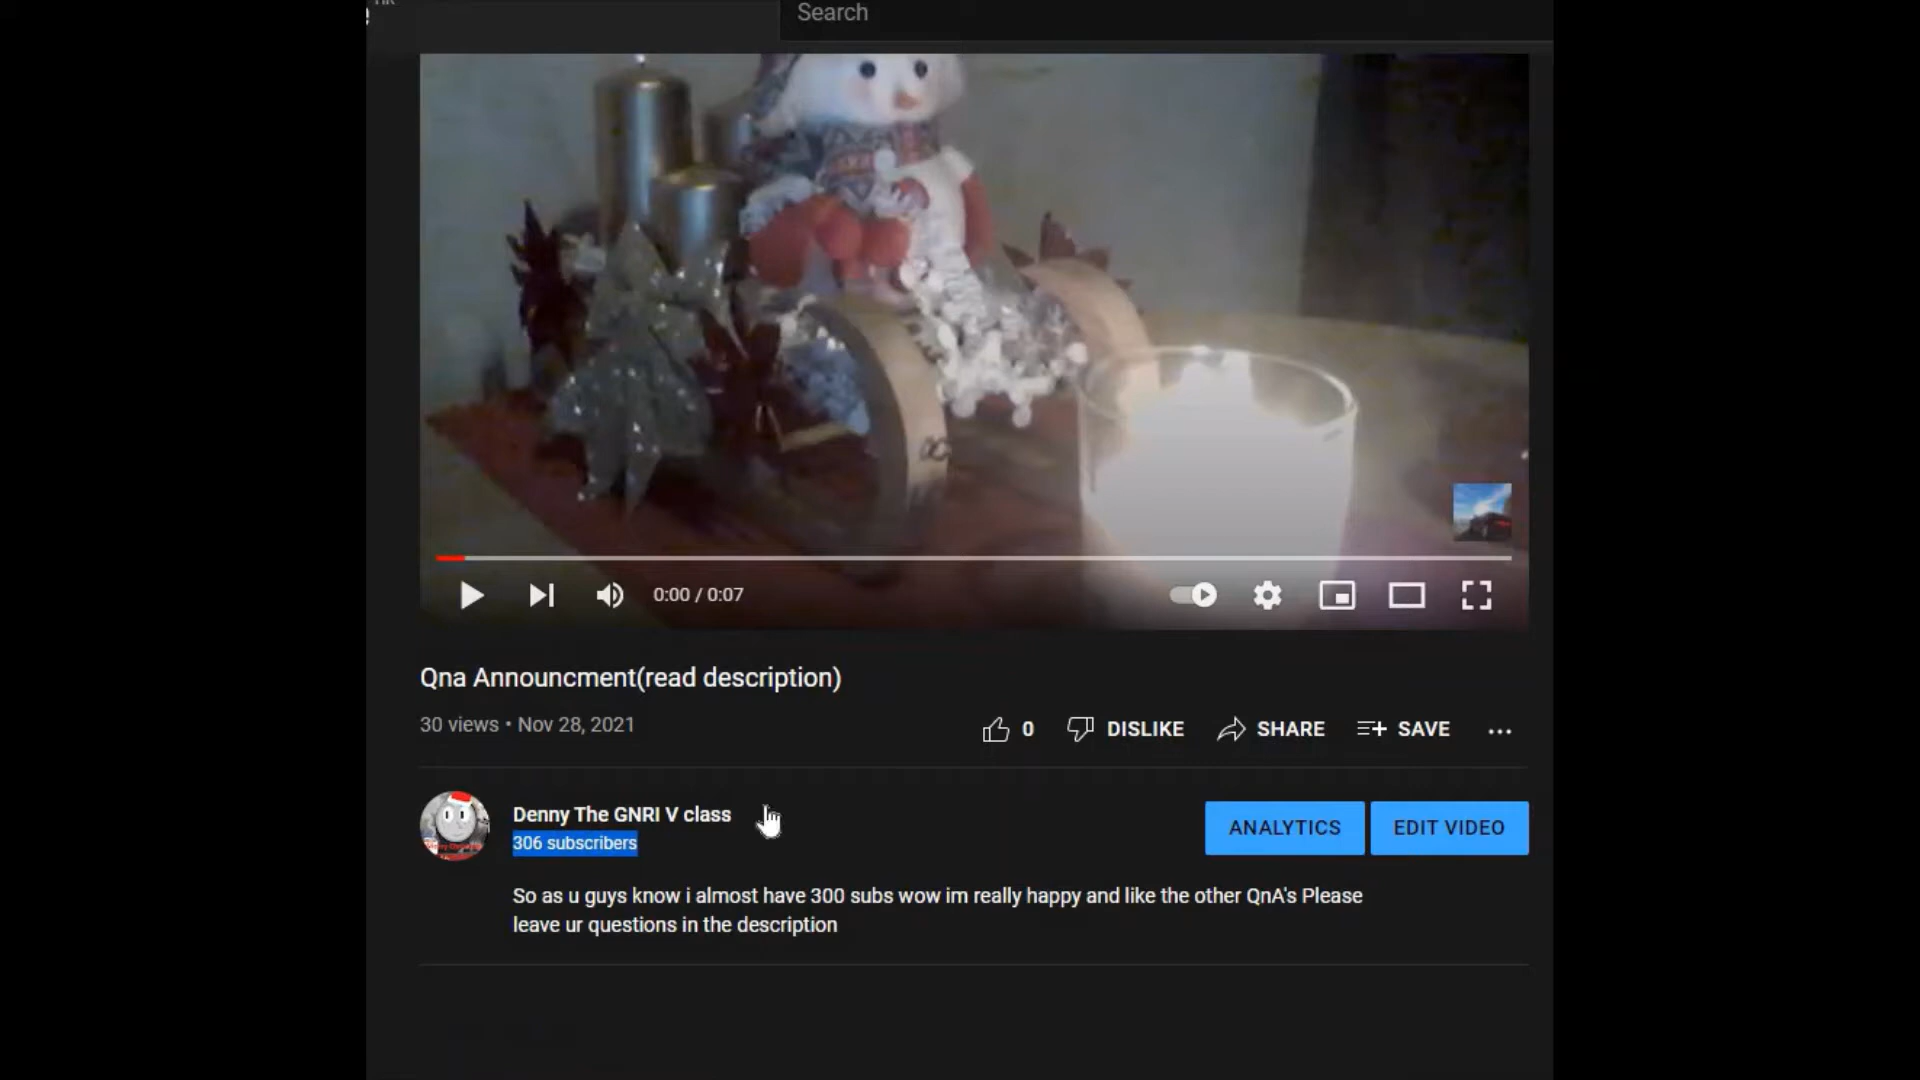 Search
0:00 / 0:07
Qna Announcment(read description)
30 views • Nov 28, 2021
0 DISLIKE SHARE SAVE ...
Denny The GNRI V class
306 subscribers
ANALYTICS EDIT VIDEO
So as u guys know i almost have 300 subs wow im really happy and like the other QnA's Please
leave ur questions in the description